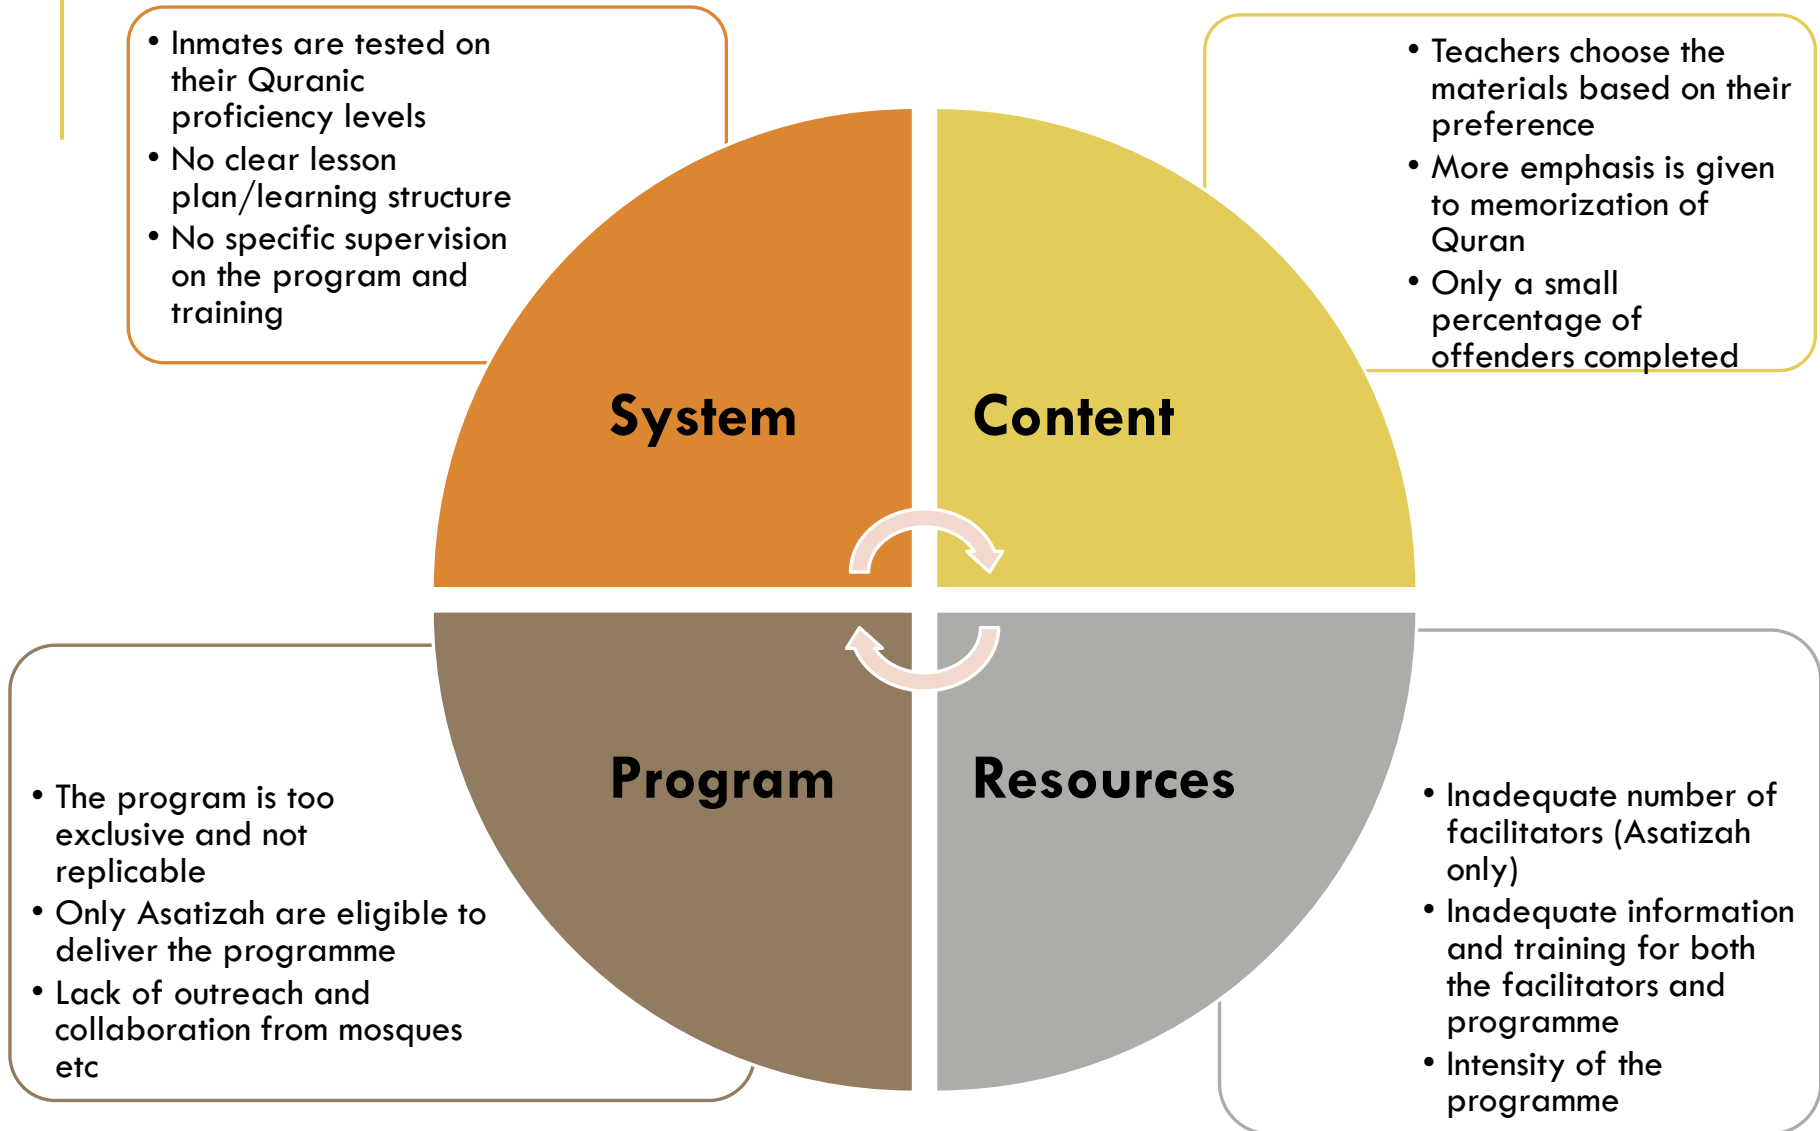 • Inmates are tested on
their Quranic
proficiency levels
• No clear lesson
plan/learning structure
• No specific supervision
on the program and
training
• Teachers choose the
materials based on their
preference
• More emphasis is given
to memorization of
Quran
• Only a small
percentage of
offenders completed
System
Content
Program
Resources
• The program is too
exclusive and not
replicable
• Only Asatizah are eligible to
deliver the programme
• Lack of outreach and
collaboration from mosques
etc
• Inadequate number of
facilitators (Asatizah
only)
• Inadequate information
and training for both
the facilitators and
programme
• Intensity of the
programme